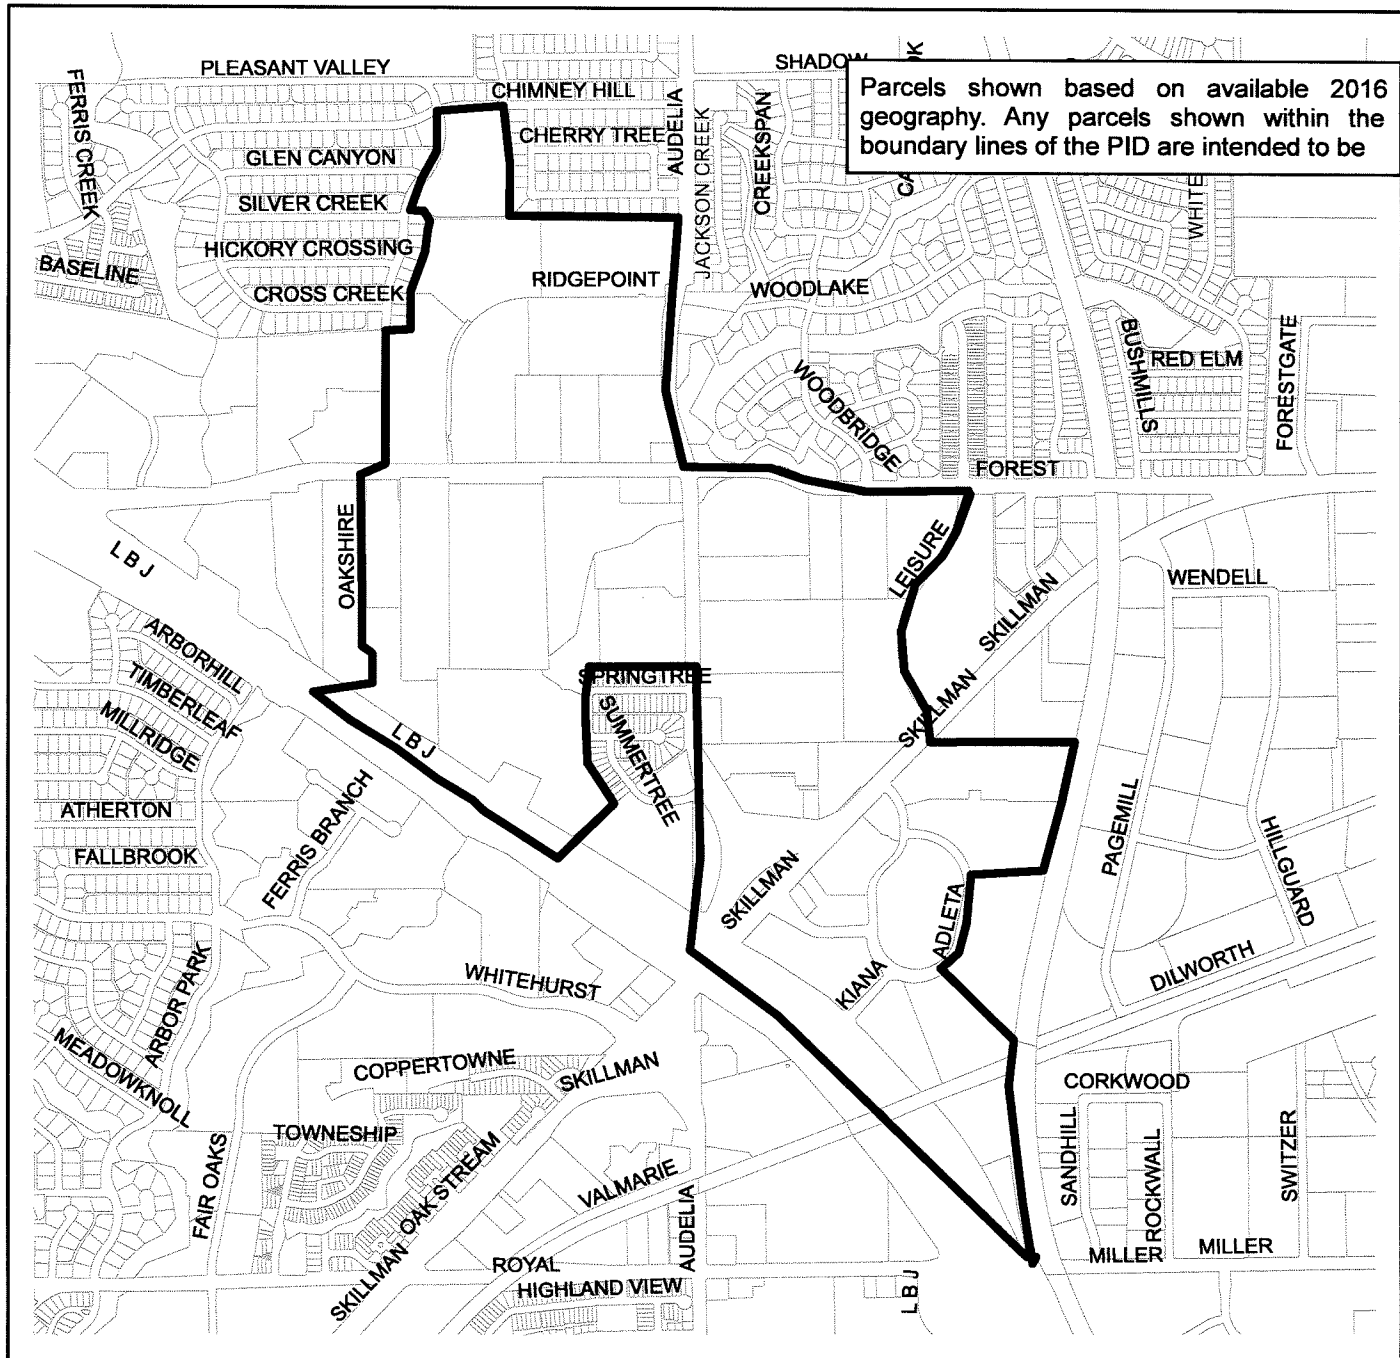 PLEASANT VALLEY
SHADOW
Parcels shown based on available 2016
geography. Any parcels shown within the
boundary lines of the PID are intended to be
FERRIS CREEK
CHIMNEY HILL
CHERRY TREE
AUDELIA
JACKSON CREEK
CREEKSPAN
WHITE
GLEN CANYON
SILVER CREEK
HICKORY CROSSING
BASELINE
CROSS CREEK
RIDGEPOINT
WOODLAKE
BUSHMILLS
RED ELM
FORESTGATE
WOODBRIDGE
FOREST
LBJ
OAKSHIRE
LEISURE
SKILLMAN
WENDELL
ARBORHILL
TIMBERLEAF
MILLRIDGE
SPRINGTREE
SUMMERTREE
SKILLMAN
LBJ
ATHERTON
FALLBROOK
FERRIS BRANCH
PAGEMILL
HILLGUARD
SKILLMAN
ADLETA
KIANA
DILWORTH
WHITEHURST
ARBOR PARK
MEADOWKNOLL
COPPERTOWNE
SKILLMAN
CORKWOOD
TOWNESHIP
FAIR OAKS
OAK STREAM
VALMARIE
AUDELIA
SANDHILL
ROCKWALL
SWITZER
SKILLMAN
ROYAL
HIGHLAND VIEW
LBJ
MILLER
MILLER